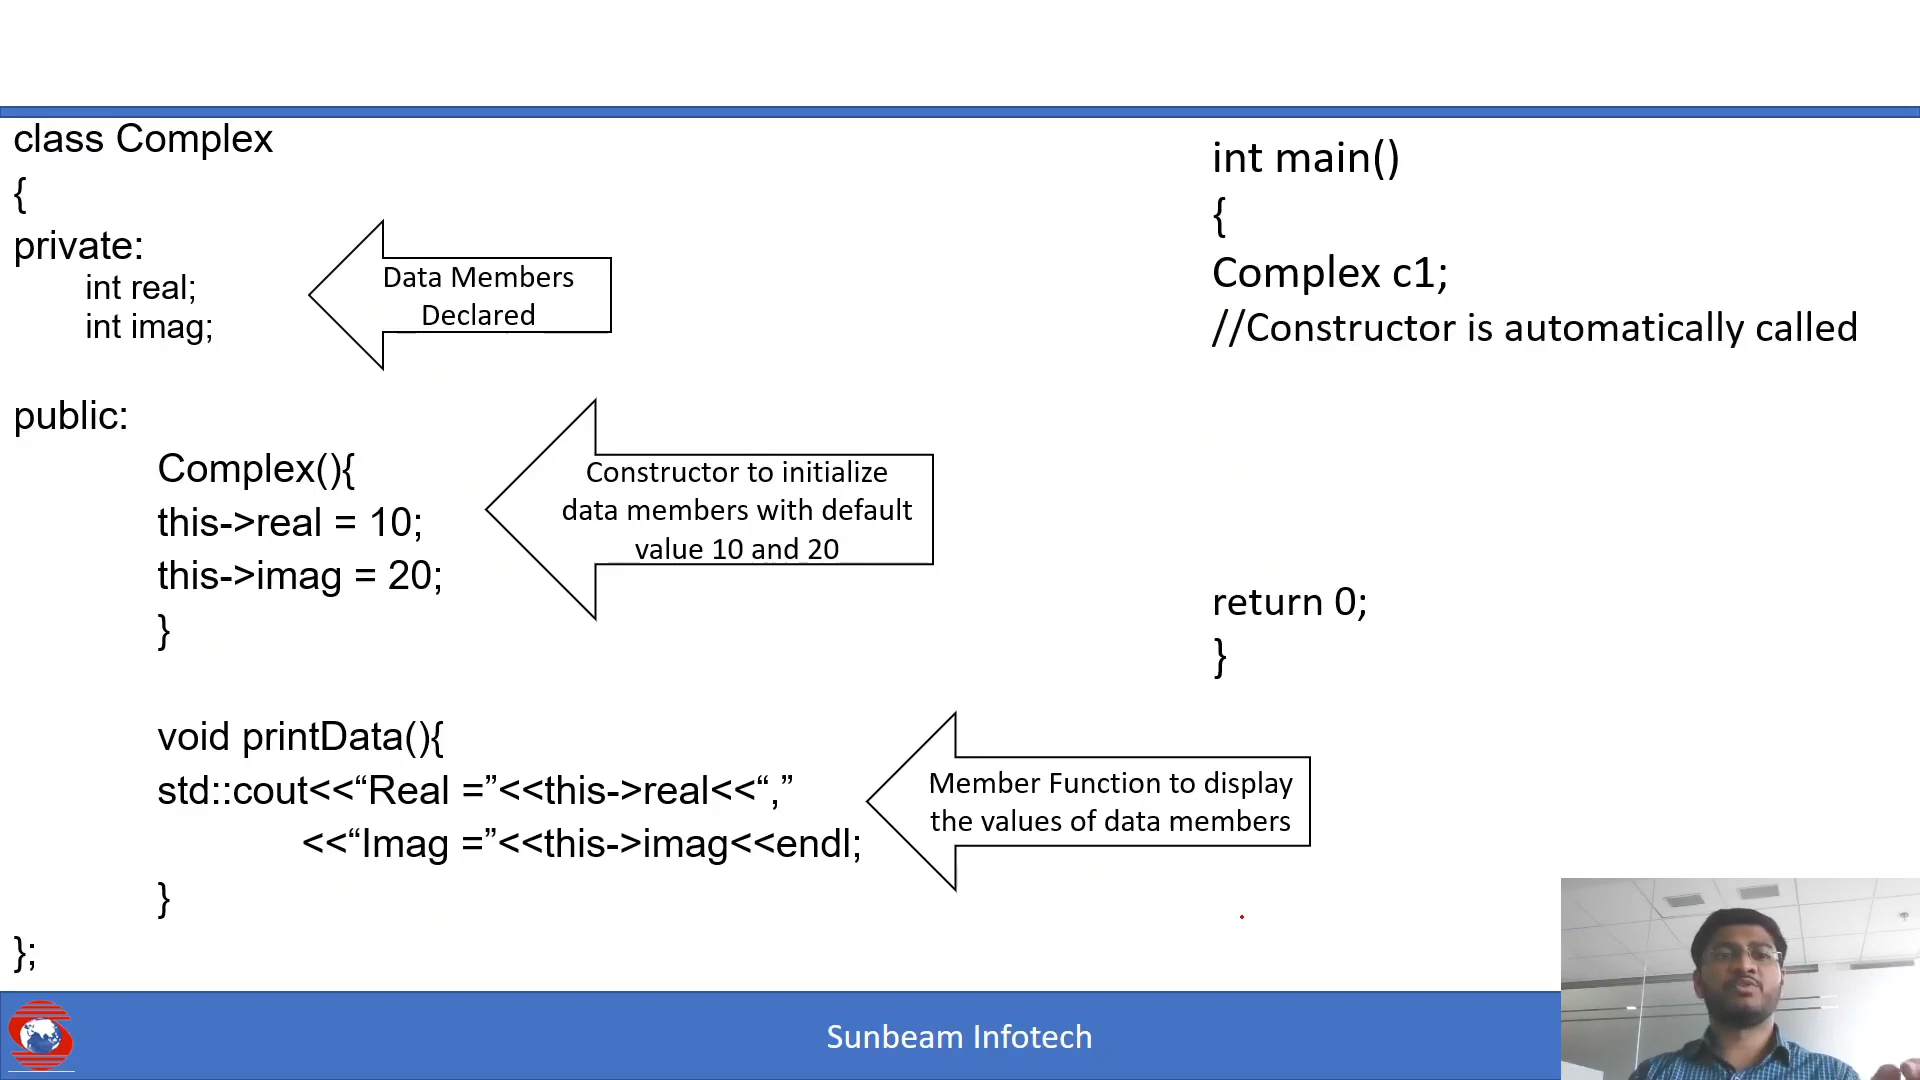 class Complex
{
private:
int real;
int imag;
Data Members
Declared
public:
Complex(){
this->real = 10;
this->imag = 20;
}
Constructor to initialize
data members with default
value 10 and 20
void printData(){
std::cout<<“Real =”<<this->real<<“,”
<<“Imag =”<<this->imag<<endl;
}
};
Member Function to display
the values of data members
int main()
{
Complex c1;
//Constructor is automatically called
return 0;
}
Sunbeam Infotech